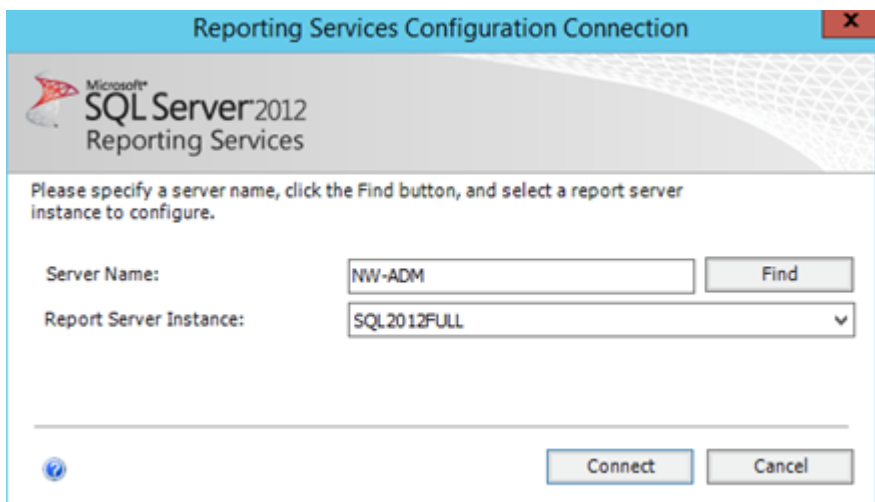 Reporting Services Configuration Connection
x
Microsoft®
SQL Server 2012
Reporting Services
Please specify a server name, click the Find button, and select a report server
instance to configure.
Server Name: NW-ADM Find
Report Server Instance: SQL2012FULL
? Connect Cancel